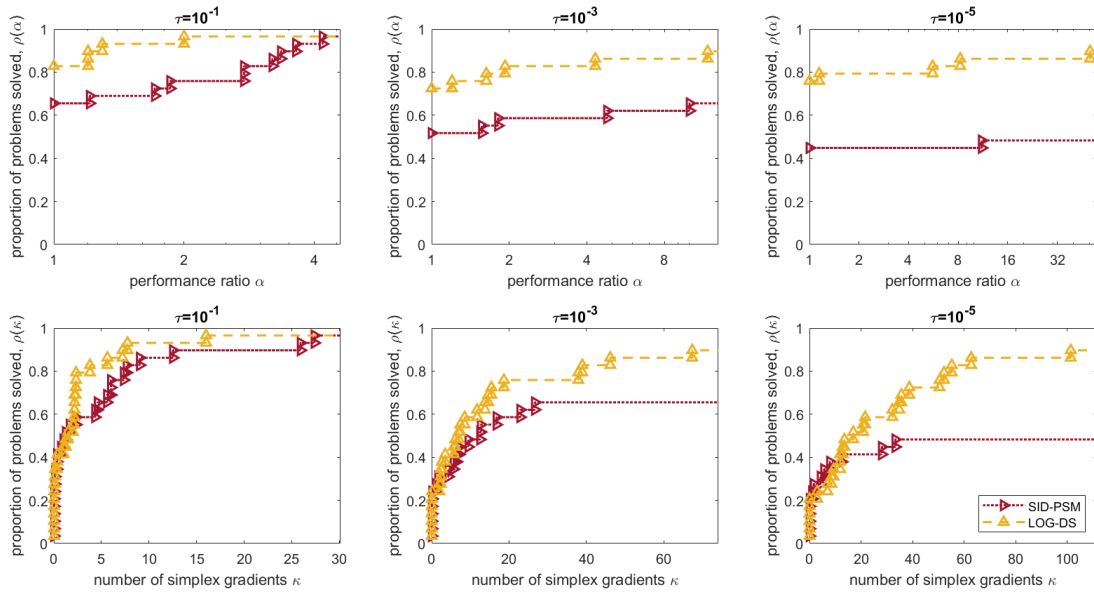 τ=10-1
proportion of problems solved, ρ(α)
1
0.8
0.6
0.4
0.2
0
1 2 4
performance ratio α
τ=10-3
proportion of problems solved, ρ(α)
1
0.8
0.6
0.4
0.2
0
1 2 4 8
performance ratio α
τ=10-5
proportion of problems solved, ρ(α)
1
0.8
0.6
0.4
0.2
0
1 2 4 8 16 32
performance ratio α
τ=10-1
proportion of problems solved, ρ(κ)
1
0.8
0.6
0.4
0.2
0
0 5 10 15 20 25 30
number of simplex gradients κ
τ=10-3
proportion of problems solved, ρ(κ)
1
0.8
0.6
0.4
0.2
0
0 20 40 60
number of simplex gradients κ
τ=10-5
proportion of problems solved, ρ(κ)
1
0.8
0.6
0.4
0.2
0
0 20 40 60 80 100
number of simplex gradients κ
SID-PSM
LOG-DS